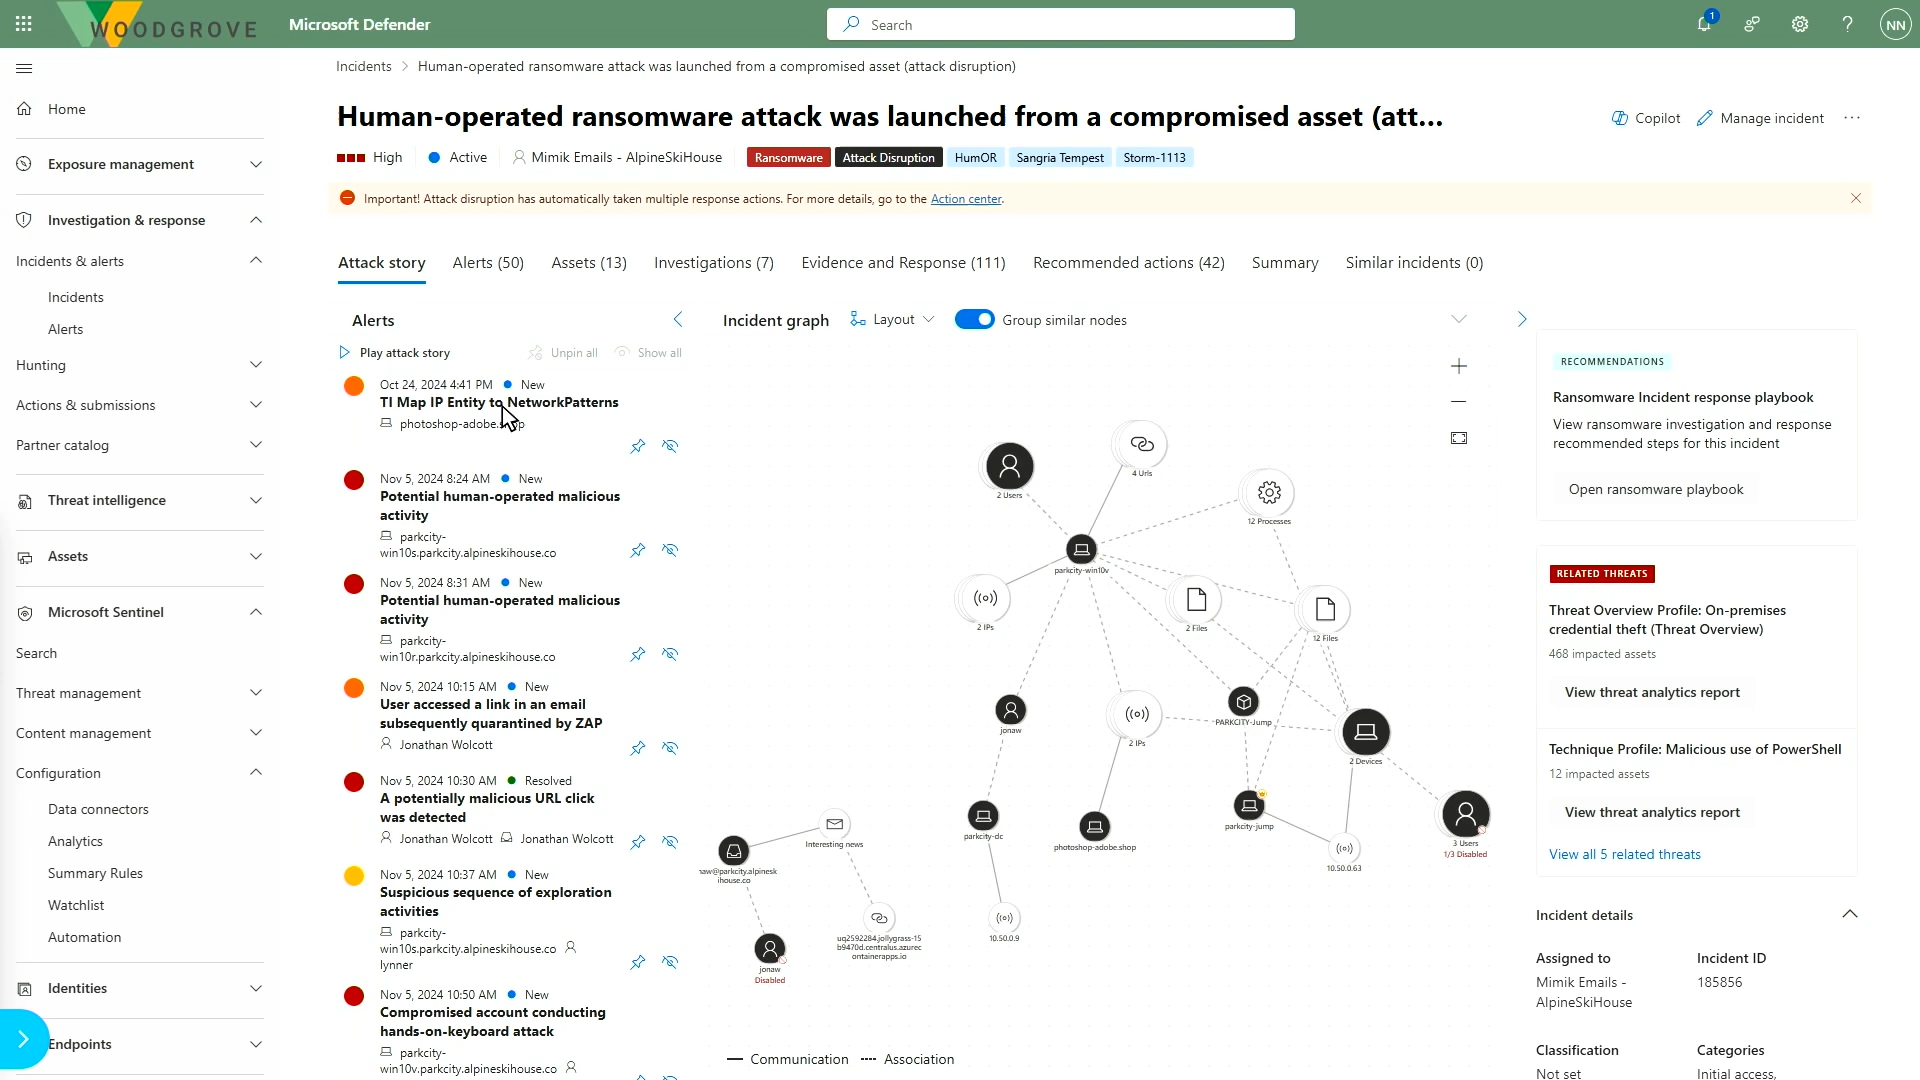 WOODGROVE
Microsoft Defender
Search
1
NN
Home
Exposure management
Investigation & response
Incidents & alerts
Incidents
Alerts
Hunting
Actions & submissions
Partner catalog
Threat intelligence
Assets
Microsoft Sentinel
Search
Threat management
Content management
Configuration
Data connectors
Analytics
Summary Rules
Watchlist
Automation
Identities
Endpoints
Incidents > Human-operated ransomware attack was launched from a compromised asset (attack disruption)
Human-operated ransomware attack was launched from a compromised asset (att...
Copilot
Manage incident
High
Active
Mimik Emails - AlpineSkiHouse
Ransomware
Attack Disruption
HumOR
Sangria Tempest
Storm-1113
Important! Attack disruption has automatically taken multiple response actions. For more details, go to the Action center.
Attack story
Alerts (50)
Assets (13)
Investigations (7)
Evidence and Response (111)
Recommended actions (42)
Summary
Similar incidents (0)
Alerts
Play attack story
Unpin all
Show all
Oct 24, 2024 4:41 PM New
TI Map IP Entity to NetworkPatterns
photoshop-adobe.shop
Nov 5, 2024 8:24 AM New
Potential human-operated malicious
activity
parkcity-
win10s.parkcity.alpineskihouse.co
Nov 5, 2024 8:31 AM New
Potential human-operated malicious
activity
parkcity-
win10r.parkcity.alpineskihouse.co
Nov 5, 2024 10:15 AM New
User accessed a link in an email
subsequently quarantined by ZAP
Jonathan Wolcott
Nov 5, 2024 10:30 AM Resolved
A potentially malicious URL click
was detected
Jonathan Wolcott Jonathan Wolcott
Nov 5, 2024 10:37 AM New
Suspicious sequence of exploration
activities
parkcity-
win10s.parkcity.alpineskihouse.co
lynner
Nov 5, 2024 10:50 AM New
Compromised account conducting
hands-on-keyboard attack
parkcity-
win10v.parkcity.alpineskihouse.co
Incident graph
Layout
Group similar nodes
2 Users
4 Urls
12 Processes
parkcity-win10v
2 IPs
2 Files
12 Files
jonaw
2 IPs
PARKCITY-Jump
2 Devices
parkcity-dc
photoshop-adobe.shop
parkcity-jump
3 Users
1/3 Disabled
10.50.0.63
Interesting news
naw@parkcity.alpinesk
ihouse.co
10.50.0.9
uq2592284.jollygrass-15
b9470d.centralus.azurec
ontainerapps.io
jonaw
Disabled
Communication
Association
RECOMMENDATIONS
Ransomware Incident response playbook
View ransomware investigation and response
recommended steps for this incident
Open ransomware playbook
RELATED THREATS
Threat Overview Profile: On-premises
credential theft (Threat Overview)
468 impacted assets
View threat analytics report
Technique Profile: Malicious use of PowerShell
12 impacted assets
View threat analytics report
View all 5 related threats
Incident details
Assigned to
Mimik Emails -
AlpineSkiHouse
Incident ID
185856
Classification
Not set
Categories
Initial access,